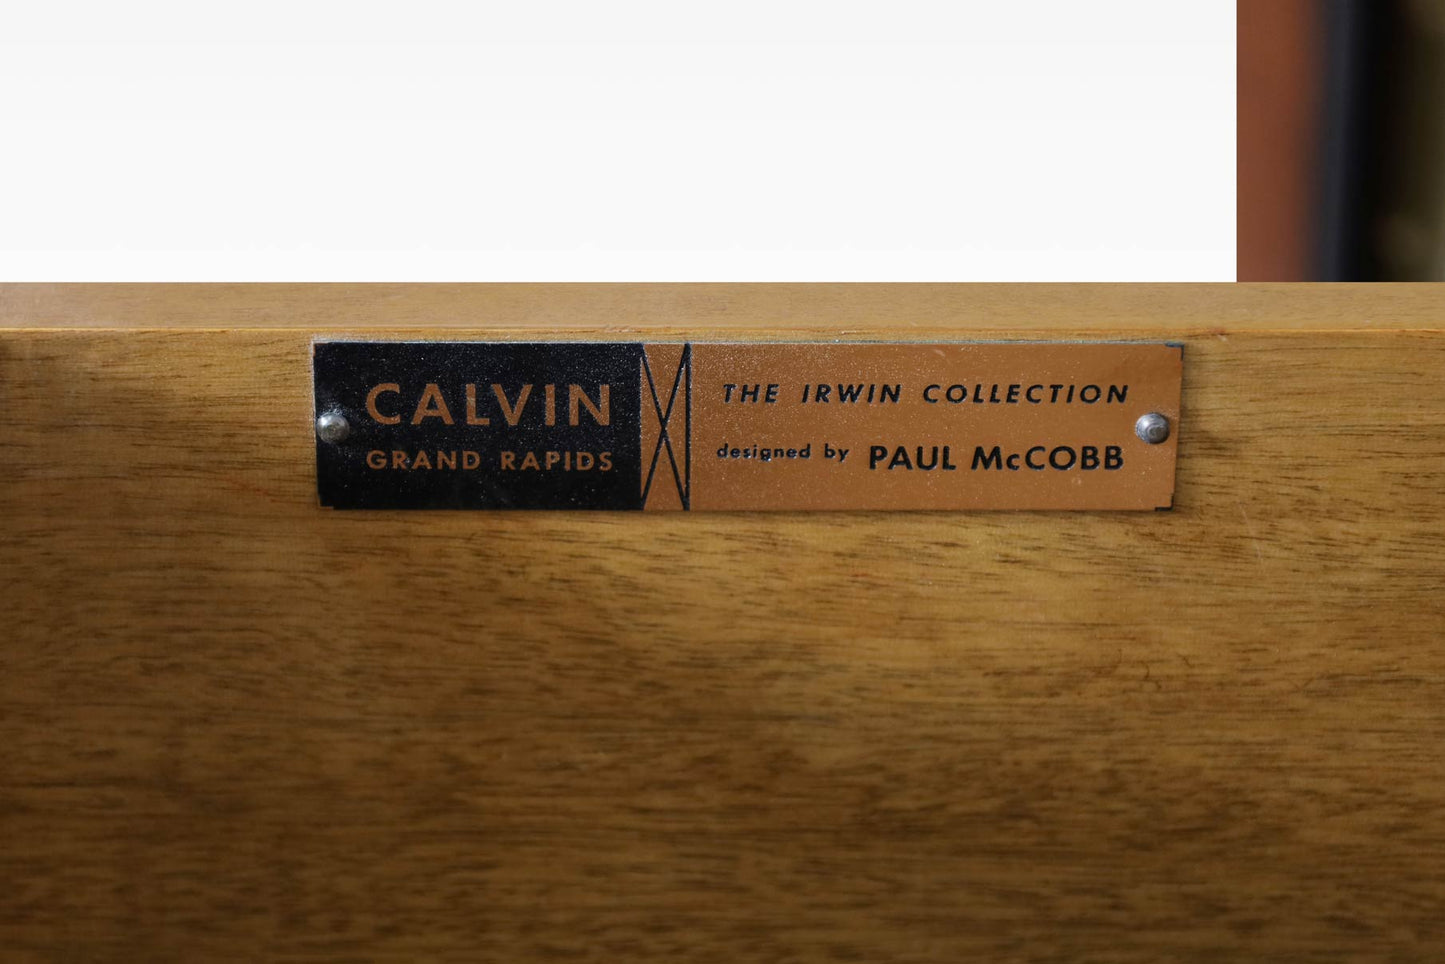 CALVIN
GRAND RAPIDS
THE IRWIN COLLECTION
designed by PAUL McCOBB